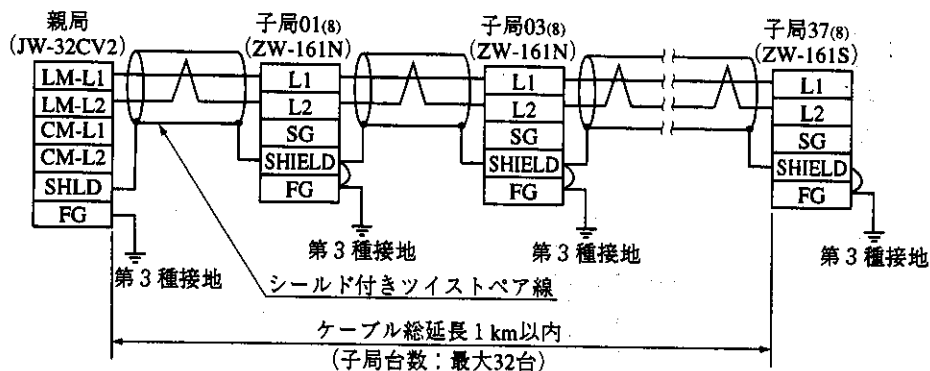 親局
(JW-32CV2)
LM-L1
LM-L2
CM-L1
CM-L2
SHLD
FG
第3種接地
子局01(8)
(ZW-161N)
L1
L2
SG
SHIELD
FG
第3種接地
子局03(8)
(ZW-161N)
L1
L2
SG
SHIELD
FG
第3種接地
子局37(8)
(ZW-161S)
L1
L2
SG
SHIELD
FG
第3種接地
シールド付きツイストペア線
ケーブル総延長1km以内
(子局台数:最大32台)